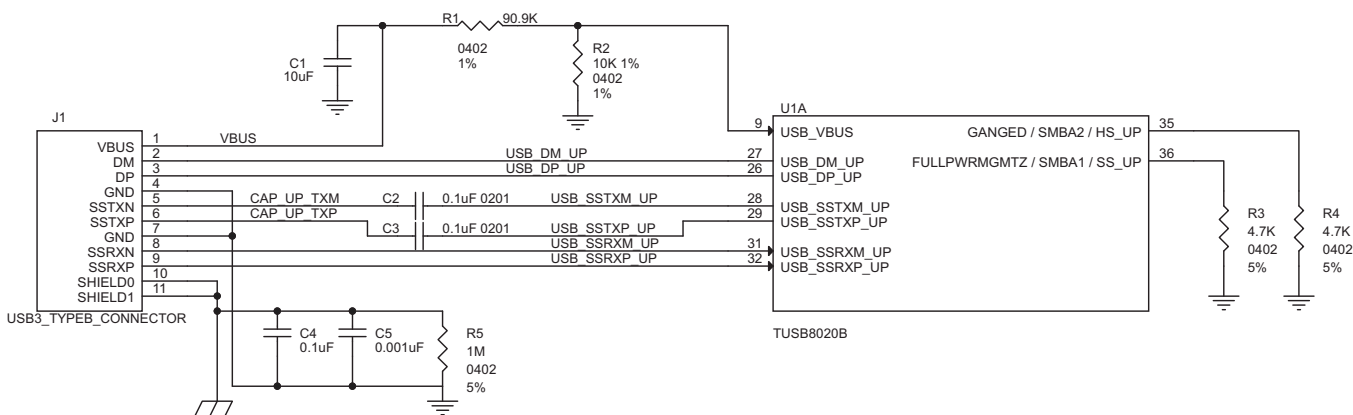 R1
90.9K
0402
1%
R2
10K 1%
0402
1%
C1
10uF
J1
USB3_TYPEB_CONNECTOR
VBUS
DM
DP
GND
SSTXN
SSTXP
GND
SSRXN
SSRXP
SHIELD0
SHIELD1
1
2
3
4
5
6
7
8
9
10
11
VBUS
USB_DM_UP
USB_DP_UP
CAP_UP_TXM
C2
0.1uF 0201
USB_SSTXM_UP
CAP_UP_TXP
C3
0.1uF 0201
USB_SSTXP_UP
USB_SSRXM_UP
USB_SSRXP_UP
C4
0.1uF
C5
0.001uF
R5
1M
0402
5%
U1A
9
27
26
28
29
31
32
USB_VBUS
USB_DM_UP
USB_DP_UP
USB_SSTXM_UP
USB_SSTXP_UP
USB_SSRXM_UP
USB_SSRXP_UP
GANGED / SMBA2 / HS_UP
FULLPWRMGMTZ / SMBA1 / SS_UP
35
36
TUSB8020B
R3
4.7K
0402
5%
R4
4.7K
0402
5%